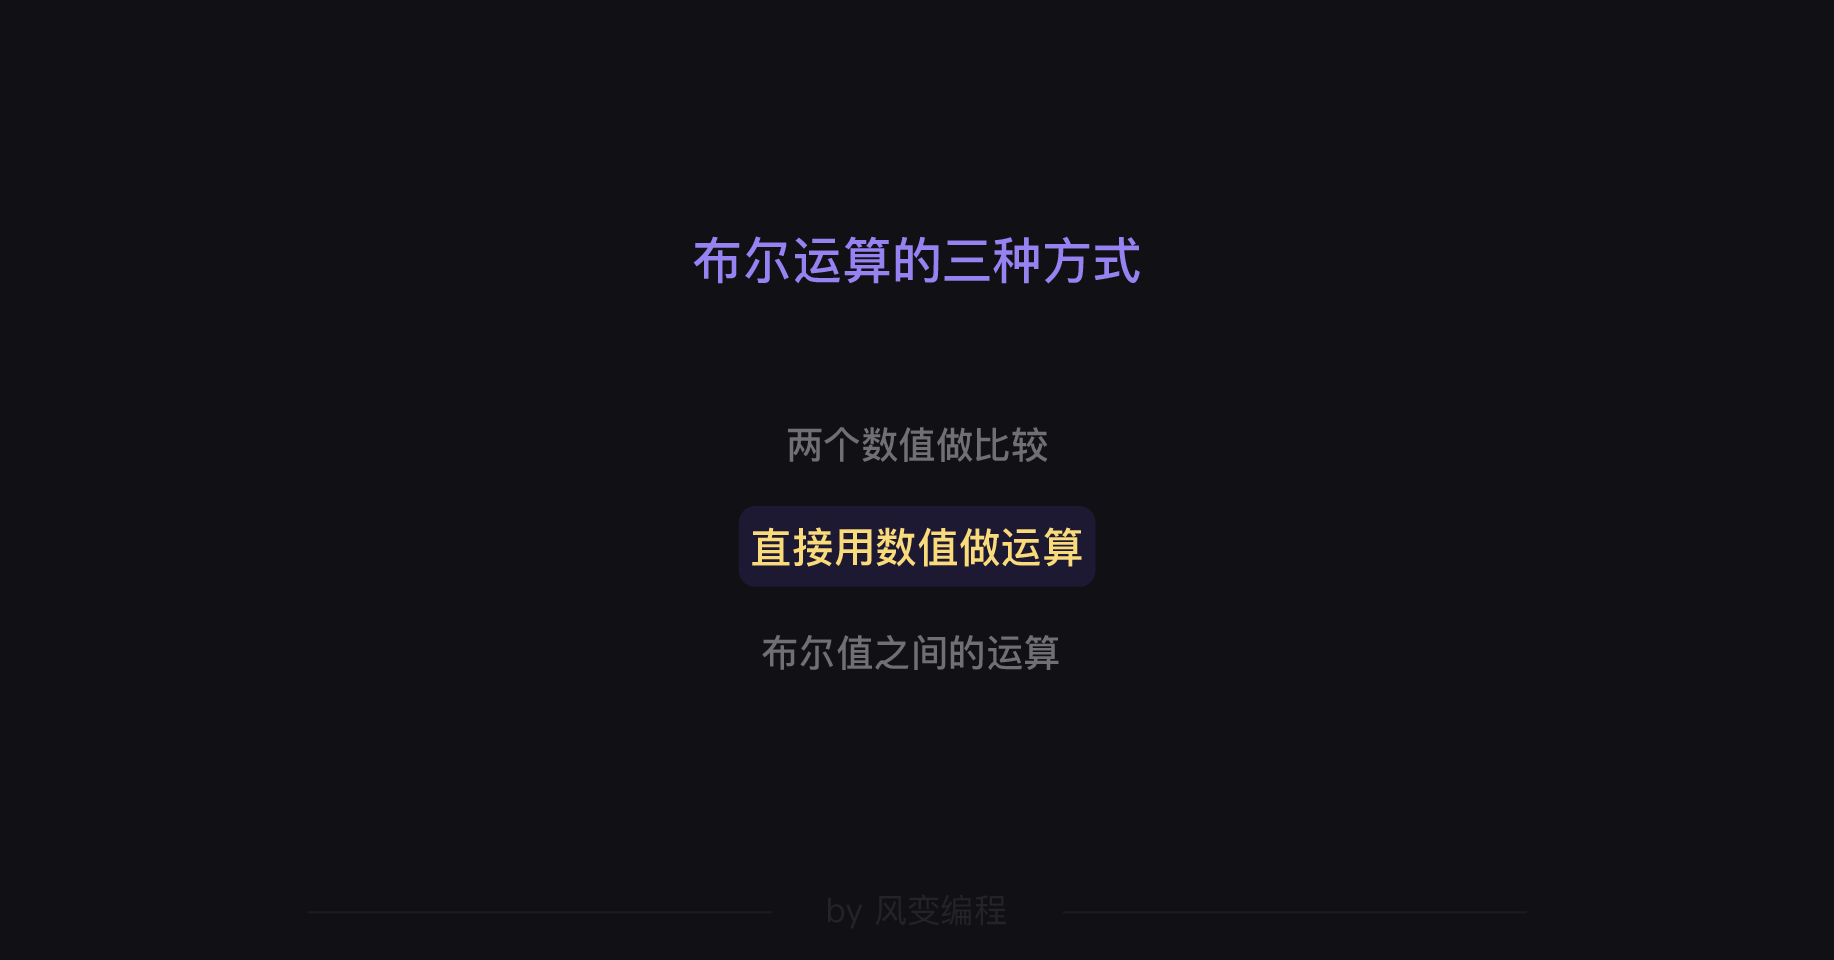 布尔运算的三种方式
两个数值做比较
直接用数值做运算
布尔值之间的运算
by 风变编程